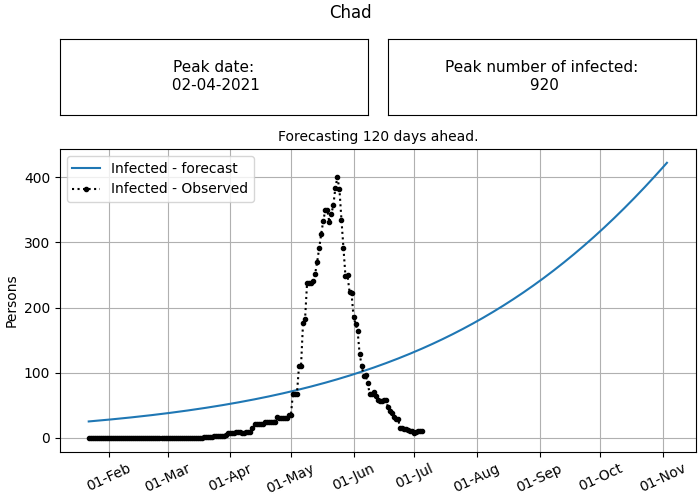 Chad
Peak date:
02-04-2021
Peak number of infected:
920
Forecasting 120 days ahead.
Infected - forecast
Infected - Observed
Persons
400
300
200
100
0
01-Feb
01-Mar
01-Apr
01-May
01-Jun
01-Jul
01-Aug
01-Sep
01-Oct
01-Nov